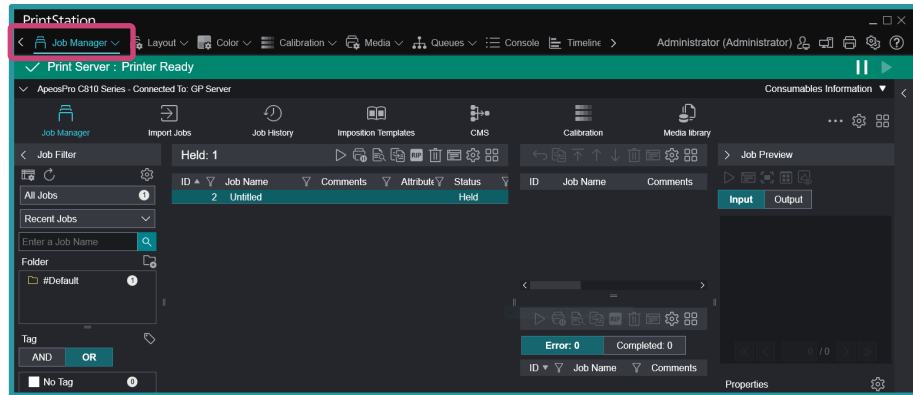 PrintStation
Job Manager Layout Color Calibration Media Queues Console Timeline Administrator (Administrator)
Print Server : Printer Ready
ApeosPro C810 Series - Connected To: GP Server Consumables Information
Job Manager Import Jobs Job History Imposition Templates CMS Calibration Media library
Job Filter Held: 1 Job Preview
RIP RIP
All Jobs 1 ID Job Name Comments Attribute Status ID Job Name Comments
2 Untitled Held Input Output
Recent Jobs
Enter a Job Name
Folder
#Default 1
RIP
Tag
AND OR Error: 0 Completed: 0 0 / 0
ID Job Name Comments
No Tag 0 Properties